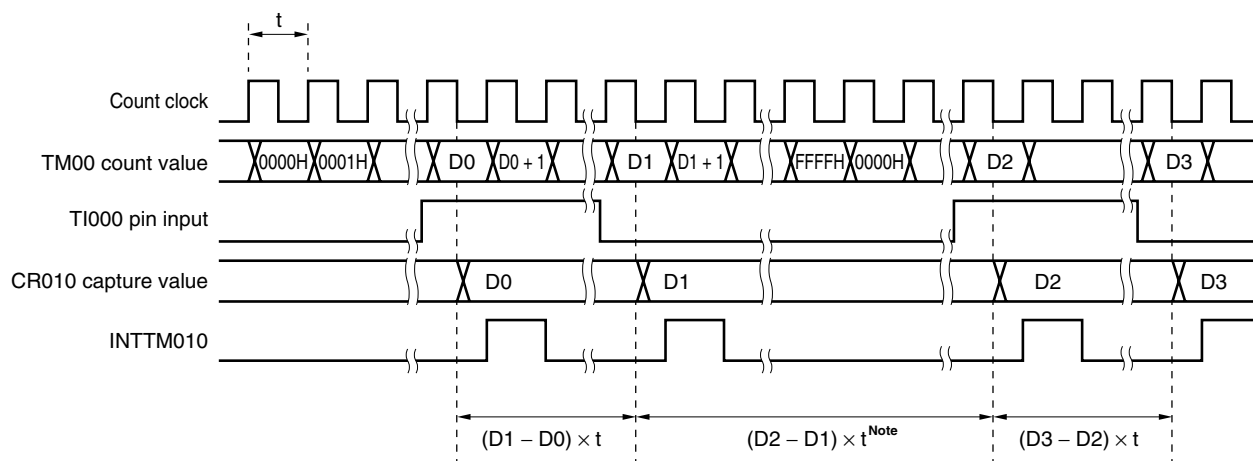 t
Count clock
TM00 count value 0000H 0001H D0 D0 + 1 D1 D1 + 1 FFFFH 0000H D2 D3
TI000 pin input
CR010 capture value D0 D1 D2 D3
INTTM010
(D1 − D0) × t (D2 − D1) × t Note (D3 − D2) × t